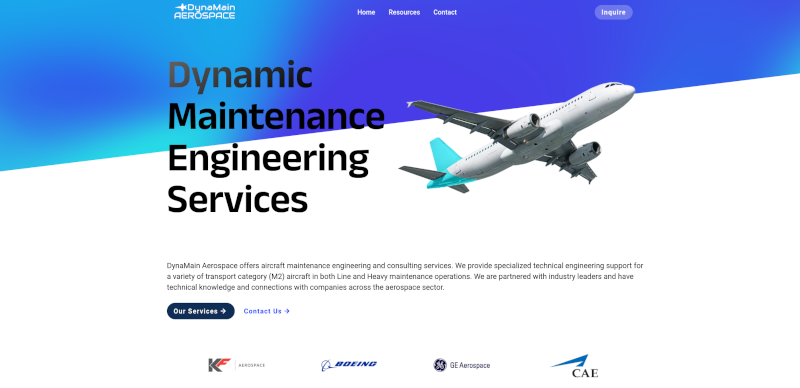 DynaMain
AEROSPACE
Home Resources Contact
Inquire
Dynamic
Maintenance
Engineering
Services
DynaMain Aerospace offers aircraft maintenance engineering and consulting services. We provide specialized technical engineering support for
a variety of transport category (M2) aircraft in both Line and Heavy maintenance operations. We are partnered with industry leaders and have
technical knowledge and connections with companies across the aerospace sector.
Our Services →
Contact Us →
KF AEROSPACE
BOEING
GE Aerospace
CAE